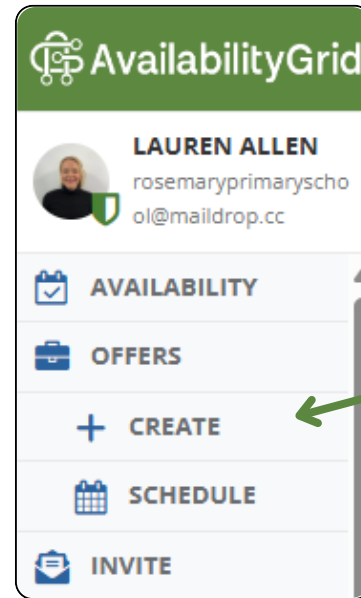 AvailabilityGrid
LAUREN ALLEN
rosemaryprimaryscho
ol@maildrop.cc
AVAILABILITY
OFFERS
CREATE
SCHEDULE
INVITE